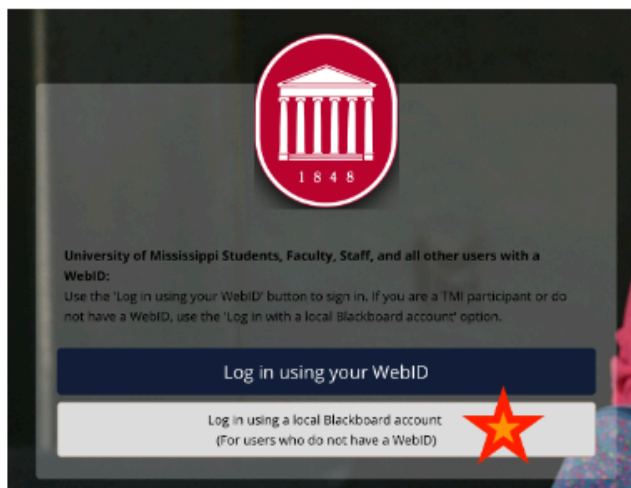 1848
University of Mississippi Students, Faculty, Staff, and all other users with a
WebID:
Use the 'Log in using your WebID' button to sign in. If you are a TMI participant or do
not have a WebID, use the 'Log in with a local Blackboard account' option.
Log in using your WebID
Log in using a local Blackboard account
(For users who do not have a WebID)